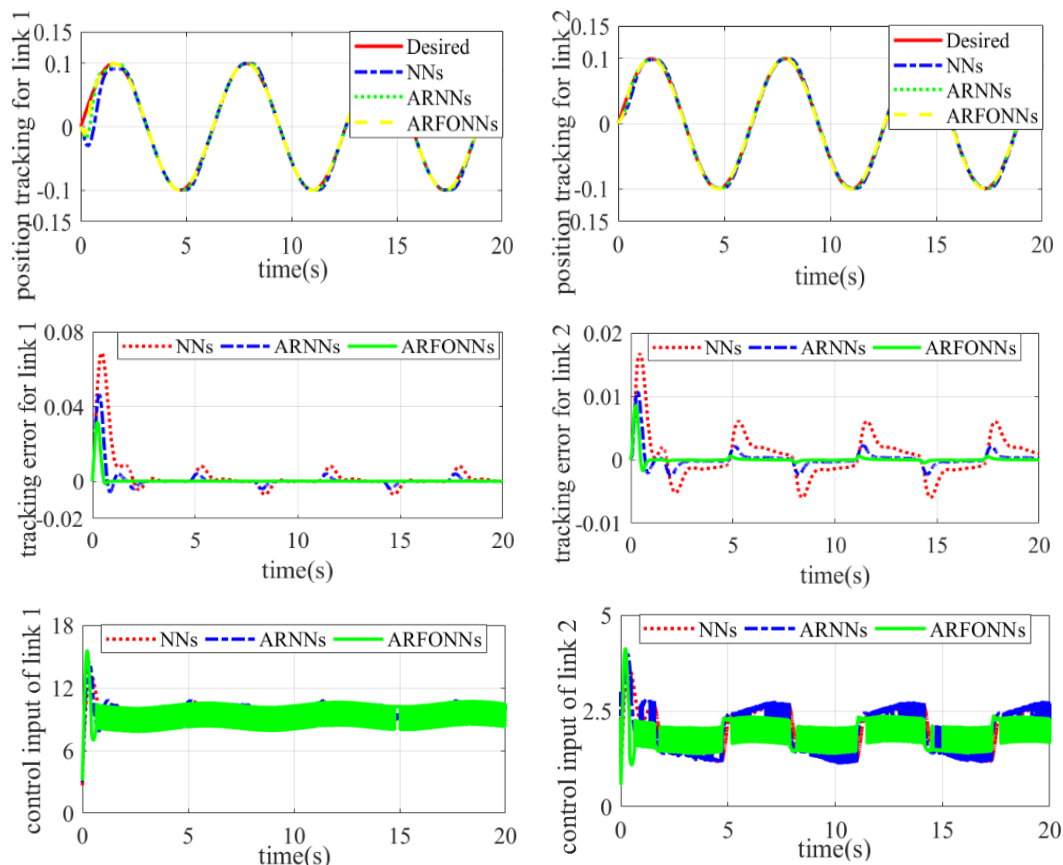 position tracking for link 1
0.15
0.1
0
-0.1
0.15
Desired
NNs
ARNNs
ARFONNs
0 5 10 15 20
time(s)
position tracking for link 2
0.15
0.1
0
-0.1
0.15
Desired
NNs
ARNNs
ARFONNs
0 5 10 15 20
time(s)
tracking error for link 1
0.08
0.04
0
-0.02
NNs ARNNs ARFONNs
0 5 10 15 20
time(s)
tracking error for link 2
0.02
0.01
0
-0.01
NNs ARNNs ARFONNs
0 5 10 15 20
time(s)
control input of link 1
18
12
6
0
NNs ARNNs ARFONNs
0 5 10 15 20
time(s)
control input of link 2
5
2.5
0
NNs ARNNs ARFONNs
0 5 10 15 20
time(s)